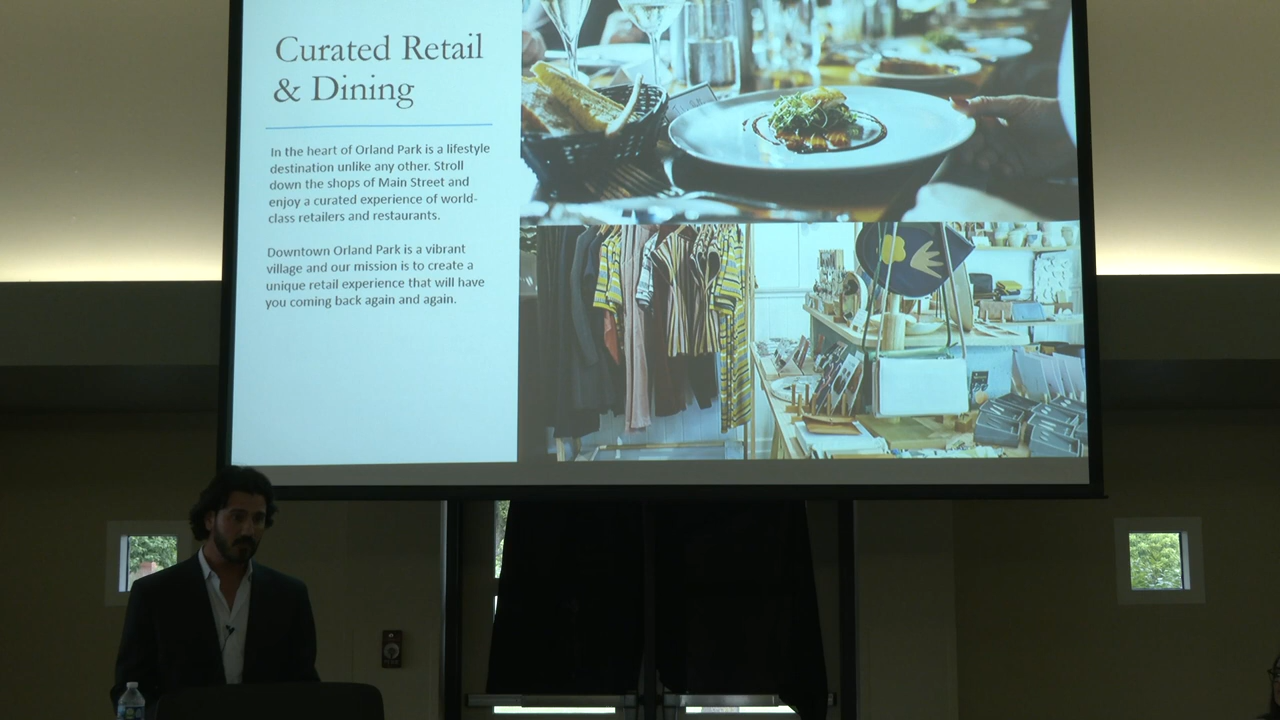 Curated Retail
& Dining
In the heart of Orland Park is a lifestyle
destination unlike any other. Stroll
down the shops of Main Street and
enjoy a curated experience of world-
class retailers and restaurants.
Downtown Orland Park is a vibrant
village and our mission is to create a
unique retail experience that will have
you coming back again and again.